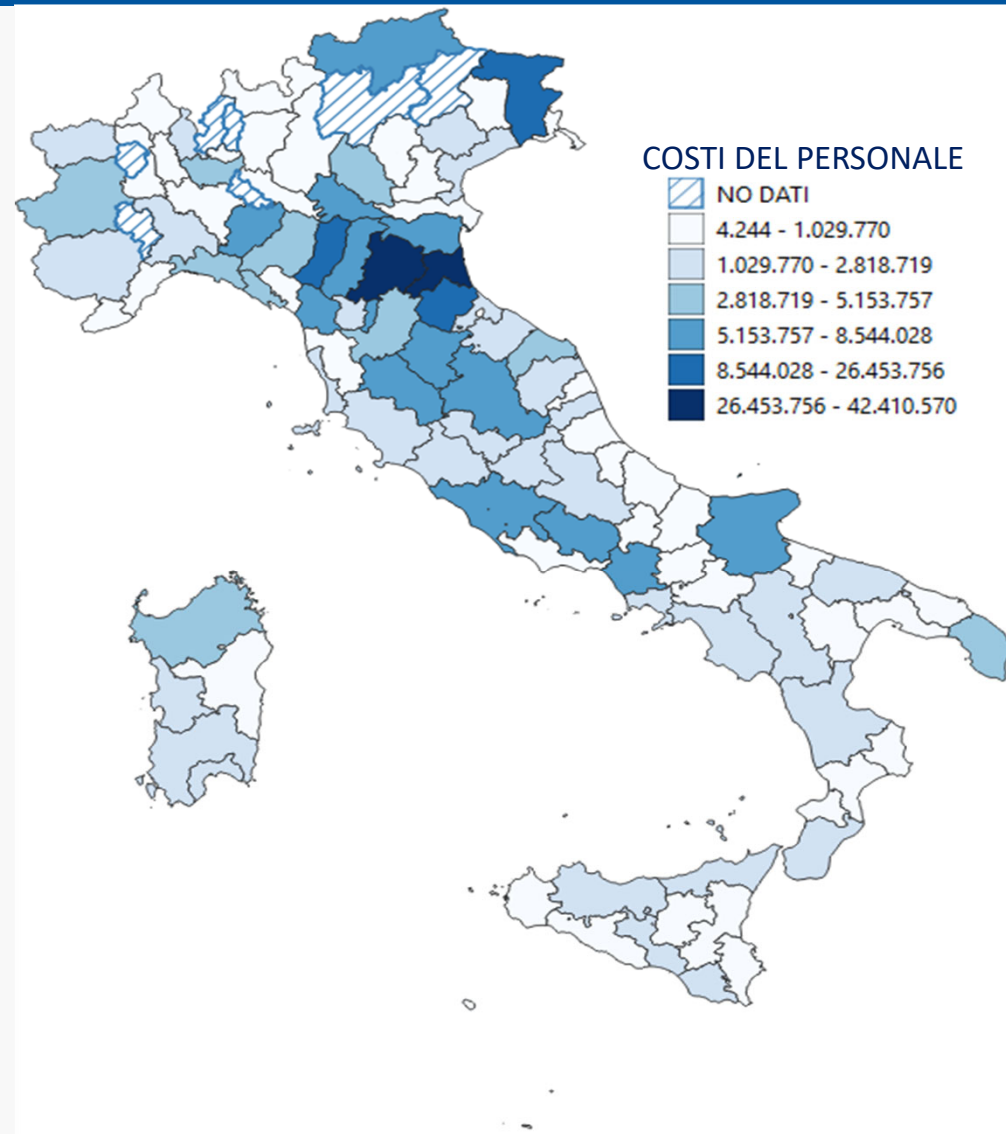 COSTI DEL PERSONALE
NO DATI
4.244 - 1.029.770
1.029.770 - 2.818.719
2.818.719 - 5.153.757
5.153.757 - 8.544.028
8.544.028 - 26.453.756
26.453.756 - 42.410.570